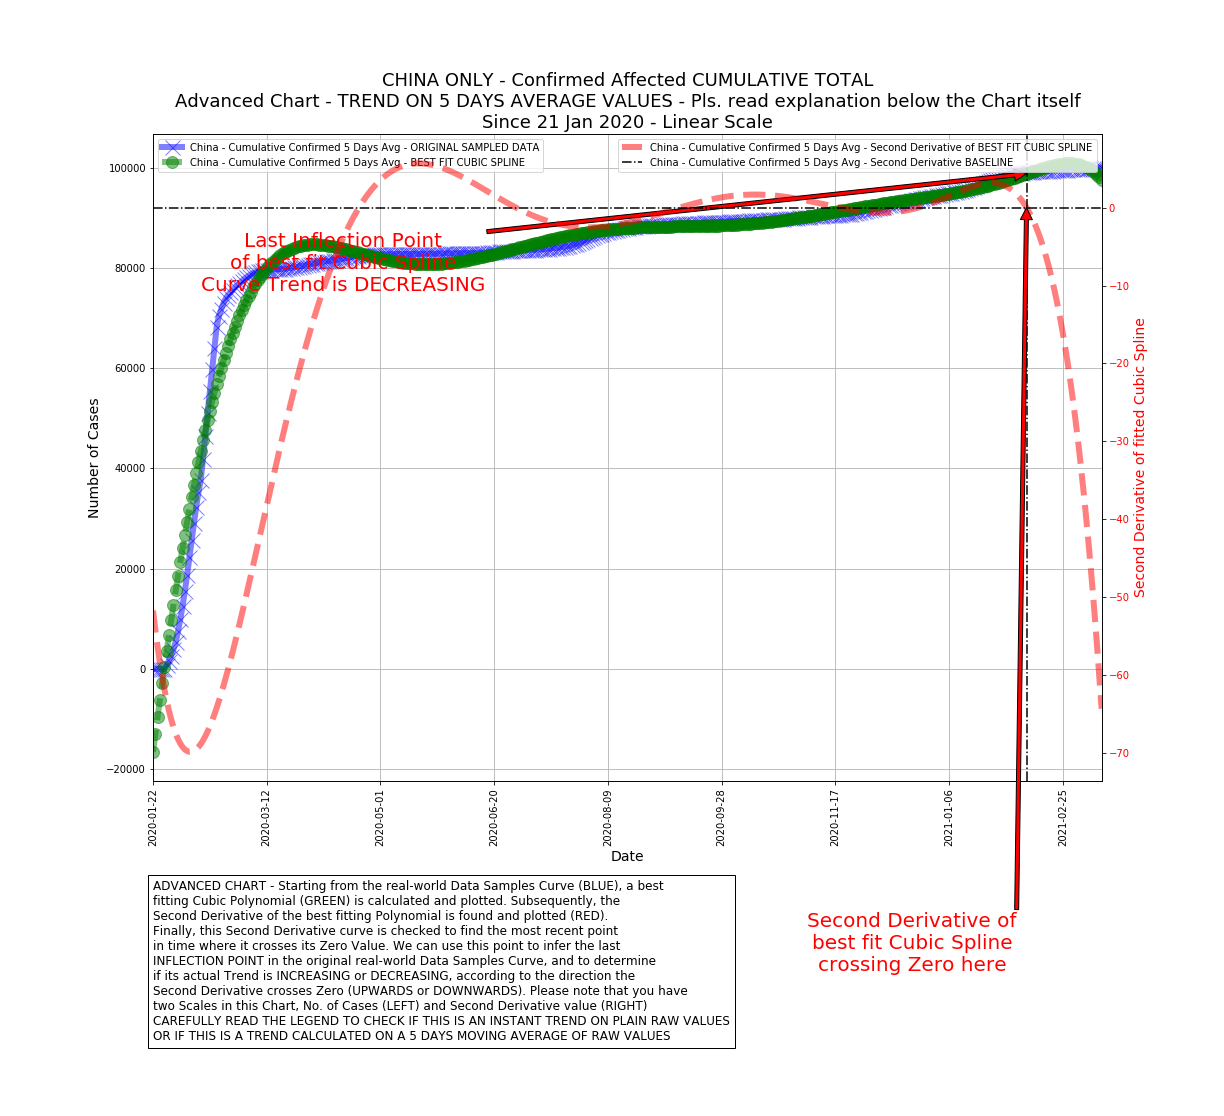 CHINA ONLY - Confirmed Affected CUMULATIVE TOTAL
Advanced Chart - TREND ON 5 DAYS AVERAGE VALUES - Pls. read explanation below the Chart itself
Since 21 Jan 2020 - Linear Scale
China - Cumulative Confirmed 5 Days Avg - ORIGINAL SAMPLED DATA
China - Cumulative Confirmed 5 Days Avg - BEST FIT CUBIC SPLINE
China - Cumulative Confirmed 5 Days Avg - Second Derivative of BEST FIT CUBIC SPLINE
China - Cumulative Confirmed 5 Days Avg - Second Derivative BASELINE
100000
80000
60000
40000
20000
0
−20000
Number of Cases
Last Inflection Point
of best fit Cubic Spline
Curve Trend is DECREASING
0
−10
−20
−30
−40
−50
−60
−70
Second Derivative of fitted Cubic Spline
2020-01-22
2020-03-12
2020-05-01
2020-06-20
2020-08-09
2020-09-28
2020-11-17
2021-01-06
2021-02-25
Date
ADVANCED CHART - Starting from the real-world Data Samples Curve (BLUE), a best
fitting Cubic Polynomial (GREEN) is calculated and plotted. Subsequently, the
Second Derivative of the best fitting Polynomial is found and plotted (RED).
Finally, this Second Derivative curve is checked to find the most recent point
in time where it crosses its Zero Value. We can use this point to infer the last
INFLECTION POINT in the original real-world Data Samples Curve, and to determine
if its actual Trend is INCREASING or DECREASING, according to the direction the
Second Derivative crosses Zero (UPWARDS or DOWNWARDS). Please note that you have
two Scales in this Chart, No. of Cases (LEFT) and Second Derivative value (RIGHT)
CAREFULLY READ THE LEGEND TO CHECK IF THIS IS AN INSTANT TREND ON PLAIN RAW VALUES
OR IF THIS IS A TREND CALCULATED ON A 5 DAYS MOVING AVERAGE OF RAW VALUES
Second Derivative of
best fit Cubic Spline
crossing Zero here